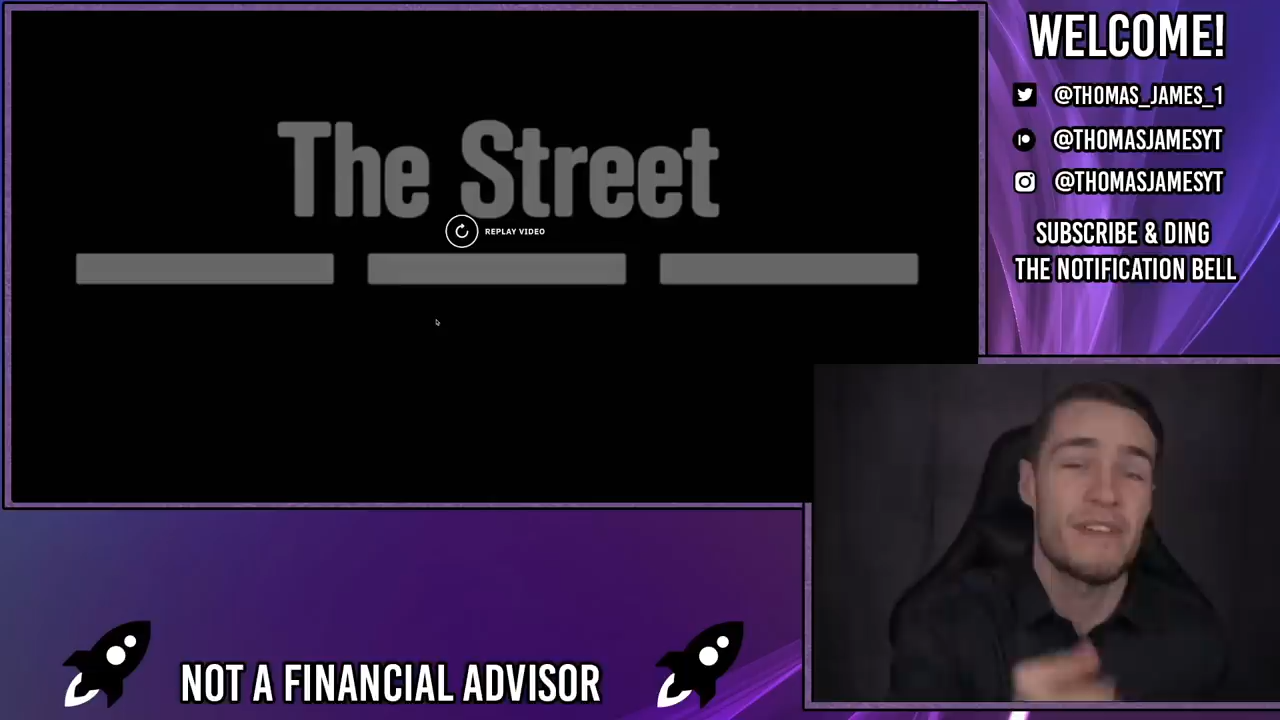 The Street
REPLAY VIDEO
WELCOME!
@THOMAS_JAMES_1
@THOMASJAMESYT
@THOMASJAMESYT
SUBSCRIBE & DING
THE NOTIFICATION BELL
NOT A FINANCIAL ADVISOR